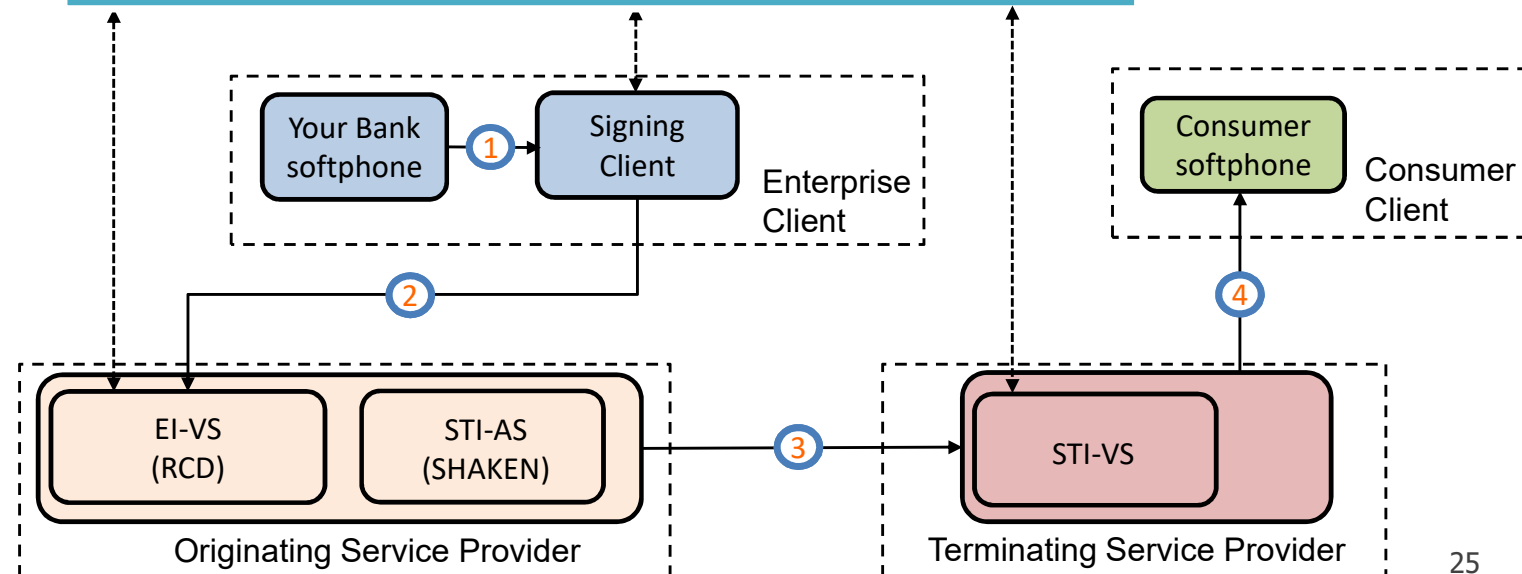 Your Bank
softphone
1
Signing
Client
Enterprise
Client
Consumer
softphone
Consumer
Client
2
4
EI-VS
(RCD)
STI-AS
(SHAKEN)
3
STI-VS
Originating Service Provider
Terminating Service Provider
25